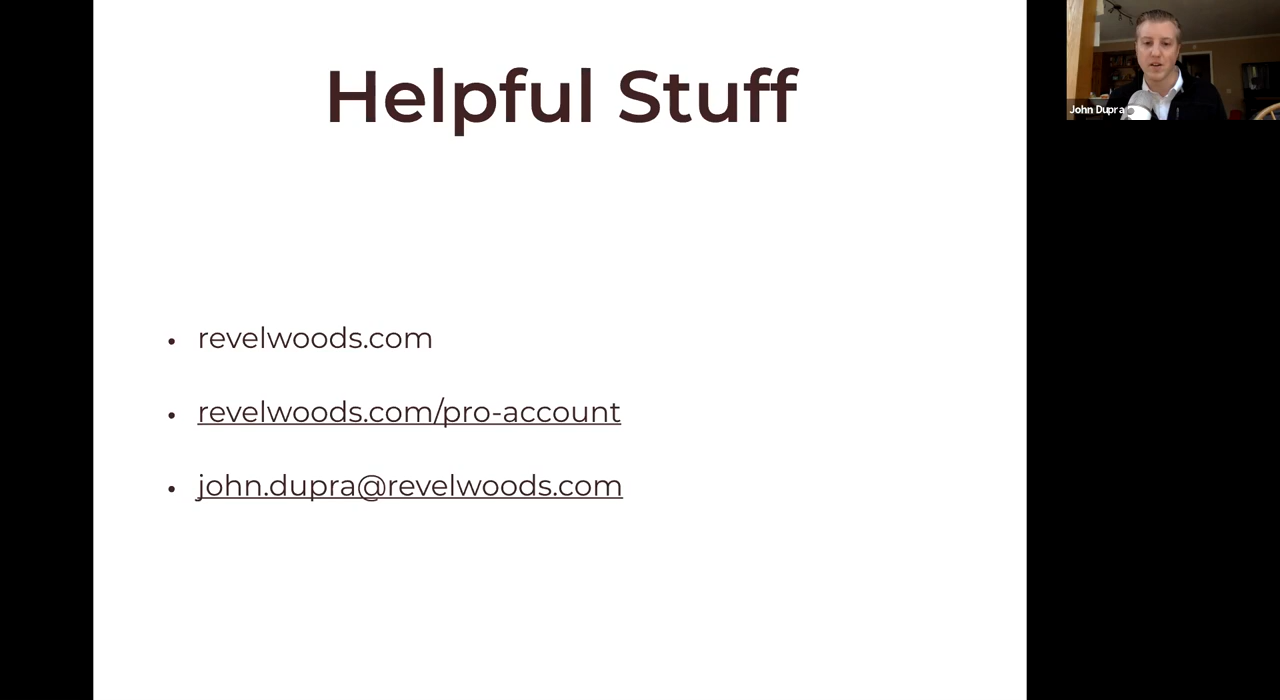 Helpful Stuff
John Dupra
• revelwoods.com
• revelwoods.com/pro-account
• john.dupra@revelwoods.com